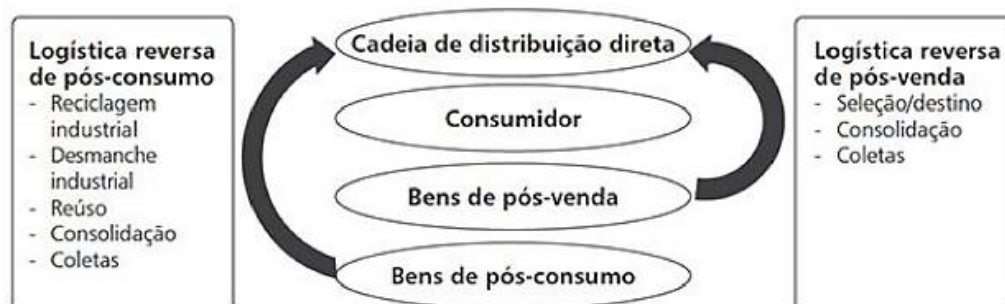 Logística reversa
de pós-consumo
- Reciclagem
industrial
- Desmanche
industrial
- Reúso
- Consolidação
- Coletas
Cadeia de distribuição direta
Consumidor
Bens de pós-venda
Bens de pós-consumo
Logística reversa
de pós-venda
- Seleção/destino
- Consolidação
- Coletas